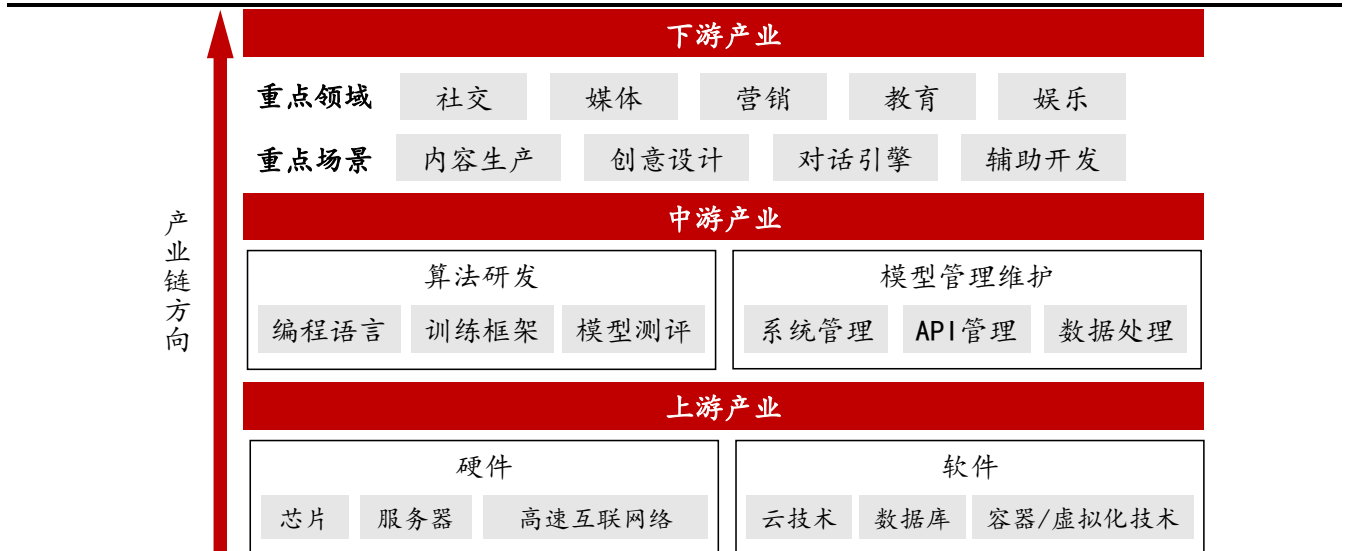 下游产业
重点领域 社交 媒体 营销 教育 娱乐
重点场景 内容生产 创意设计 对话引擎 辅助开发
产业链方向
中游产业
算法研发 模型管理维护
编程语言 训练框架 模型测评 系统管理 API管理 数据处理
上游产业
硬件 软件
芯片 服务器 高速互联网络 云技术 数据库 容器/虚拟化技术